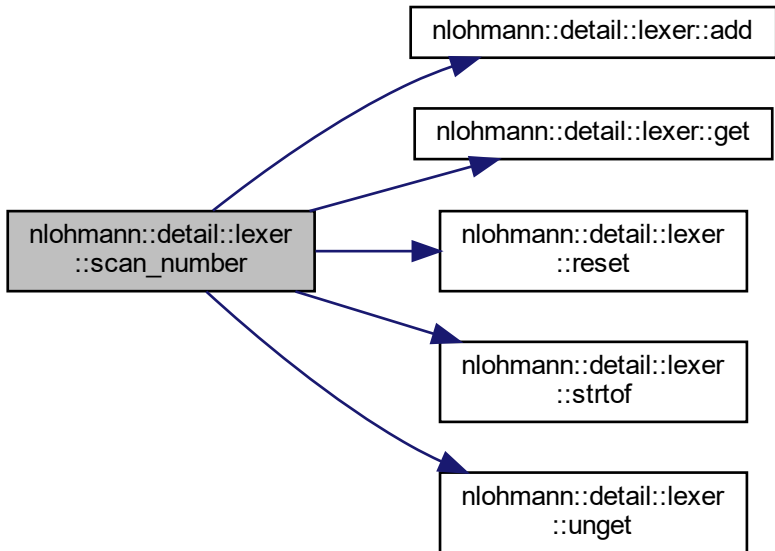 nlohmann::detail::lexer::add
nlohmann::detail::lexer::get
nlohmann::detail::lexer
::scan_number
nlohmann::detail::lexer
::reset
nlohmann::detail::lexer
::strtof
nlohmann::detail::lexer
::unget